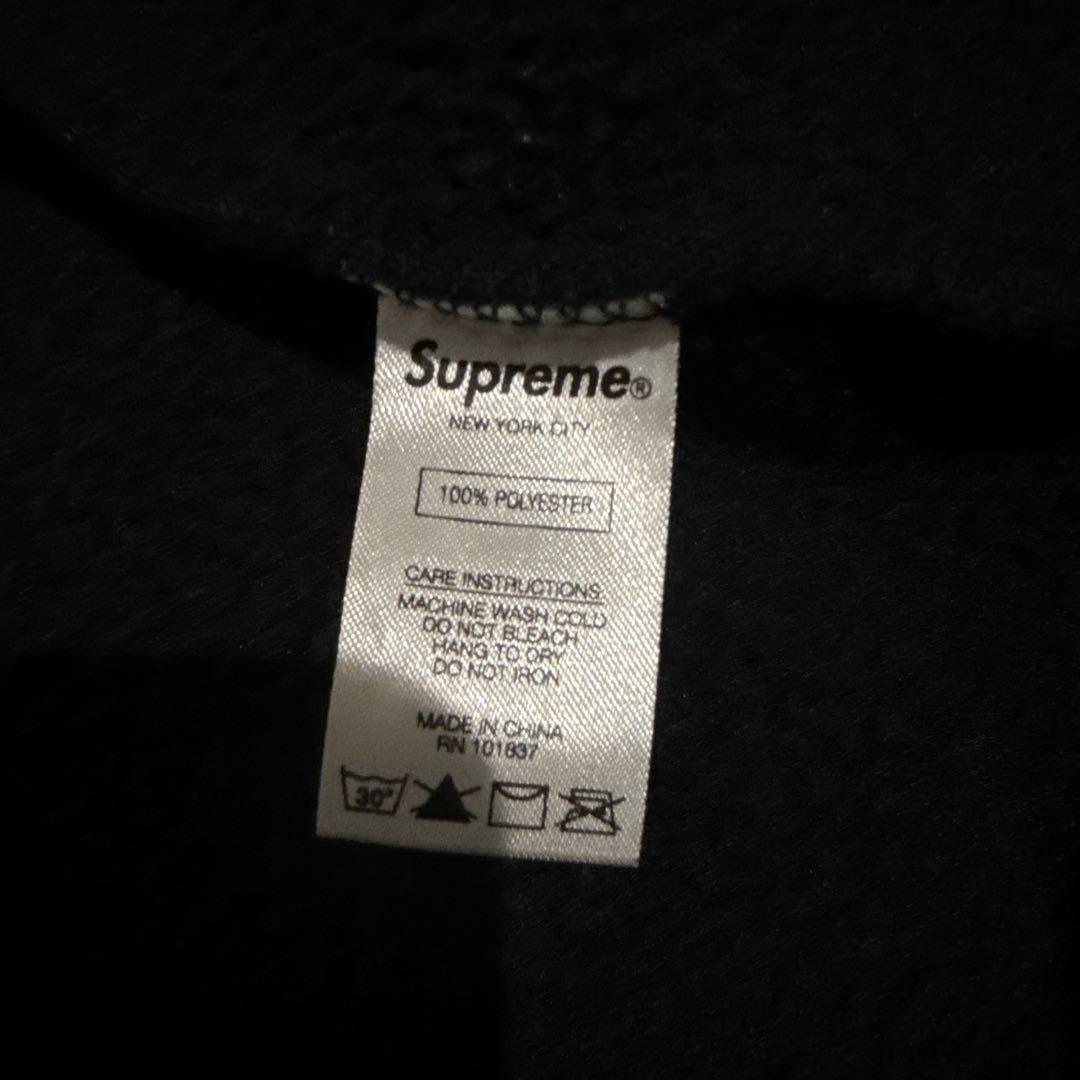 Supreme®
NEW YORK CITY
100% POLYESTER
CARE INSTRUCTIONS:
MACHINE WASH COLD
DO NOT BLEACH
HANG TO DRY
DO NOT IRON
MADE IN CHINA
RN 101837
30°